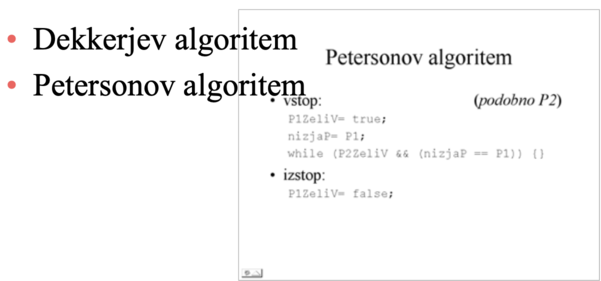 • Dekkerjev algoritem
• Petersonov algoritem
Petersonov algoritem
• vstop: (podobno P2)
P1ZeliV= true;
nizjaP= P1;
while (P2ZeliV && (nizjaP == P1)) {}
• izstop:
P1ZeliV= false;